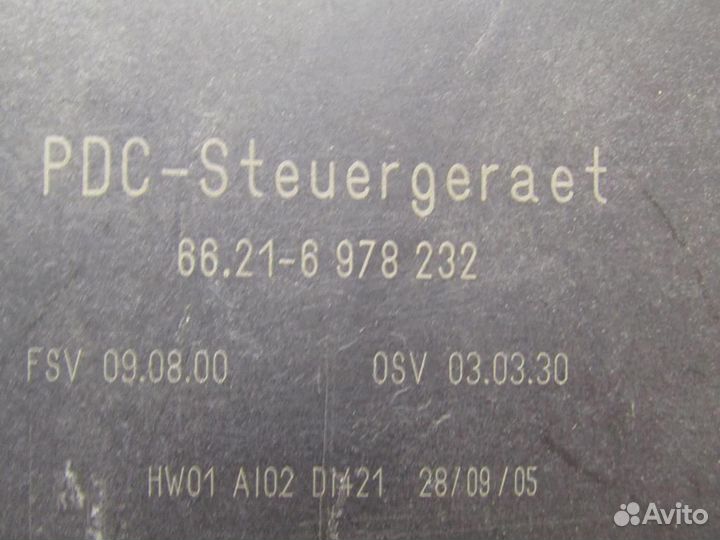 PDC-Steuergeraet
66.21-6 978 232
FSV 09.08.00 OSV 03.03.30
HW01 AI02 DI421 28/09/05
Avito